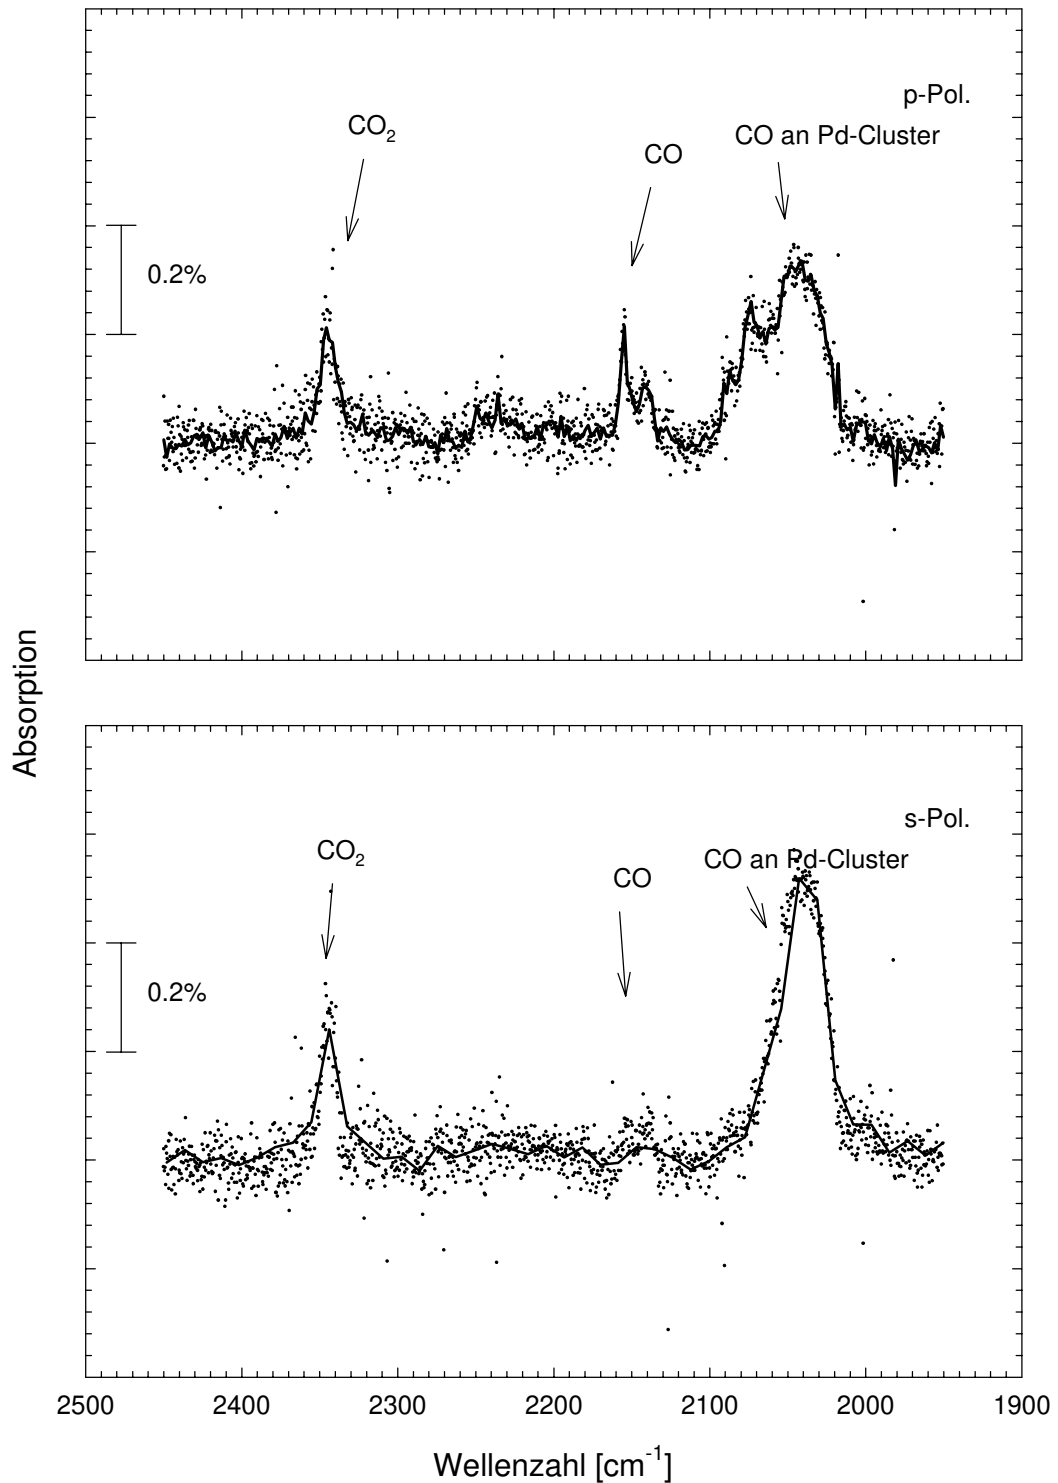 p-Pol.
CO₂
CO an Pd-Cluster
CO
0.2%
Absorption
s-Pol.
CO₂
CO an Pd-Cluster
CO
0.2%
2500 2400 2300 2200 2100 2000 1900
Wellenzahl [cm⁻¹]